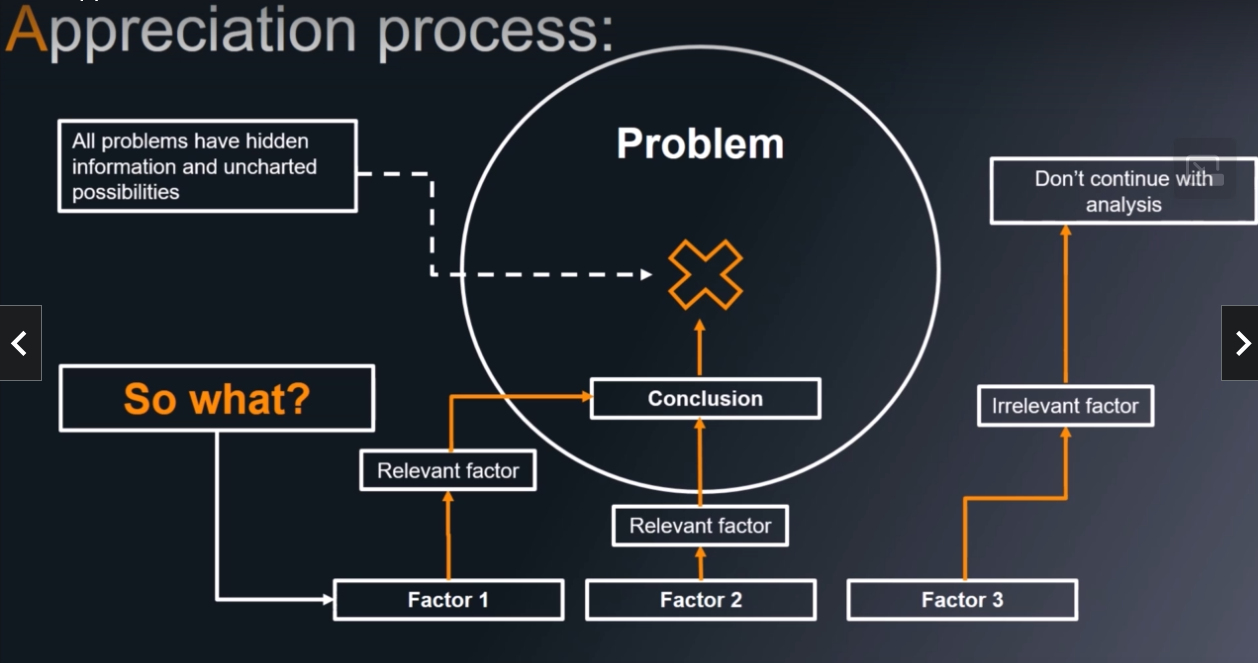 Appreciation process:
All problems have hidden
information and uncharted
possibilities
Problem
Don't continue with
analysis
So what?
Conclusion
Irrelevant factor
Relevant factor
Relevant factor
Factor 1
Factor 2
Factor 3